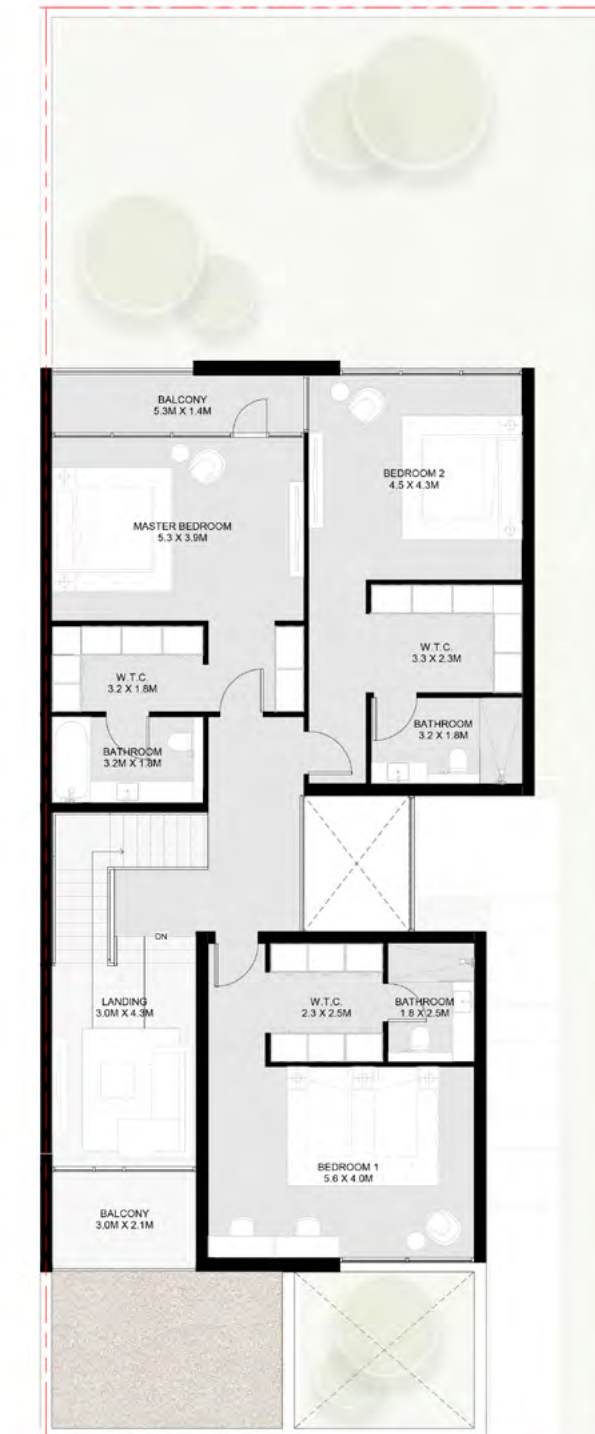 BALCONY
5.3M X 1.4M
BEDROOM 2
4.5 X 4.3M
MASTER BEDROOM
5.3 X 3.9M
W.T.C.
3.3 X 2.3M
W.T.C.
3.2 X 1.8M
BATHROOM
3.2 X 1.8M
BATHROOM
3.2M X 1.8M
DN
LANDING
3.0M X 4.3M
W.T.C.
2.3 X 2.5M
BATHROOM
1.8 X 2.5M
BEDROOM 1
5.6 X 4.0M
BALCONY
3.0M X 2.1M